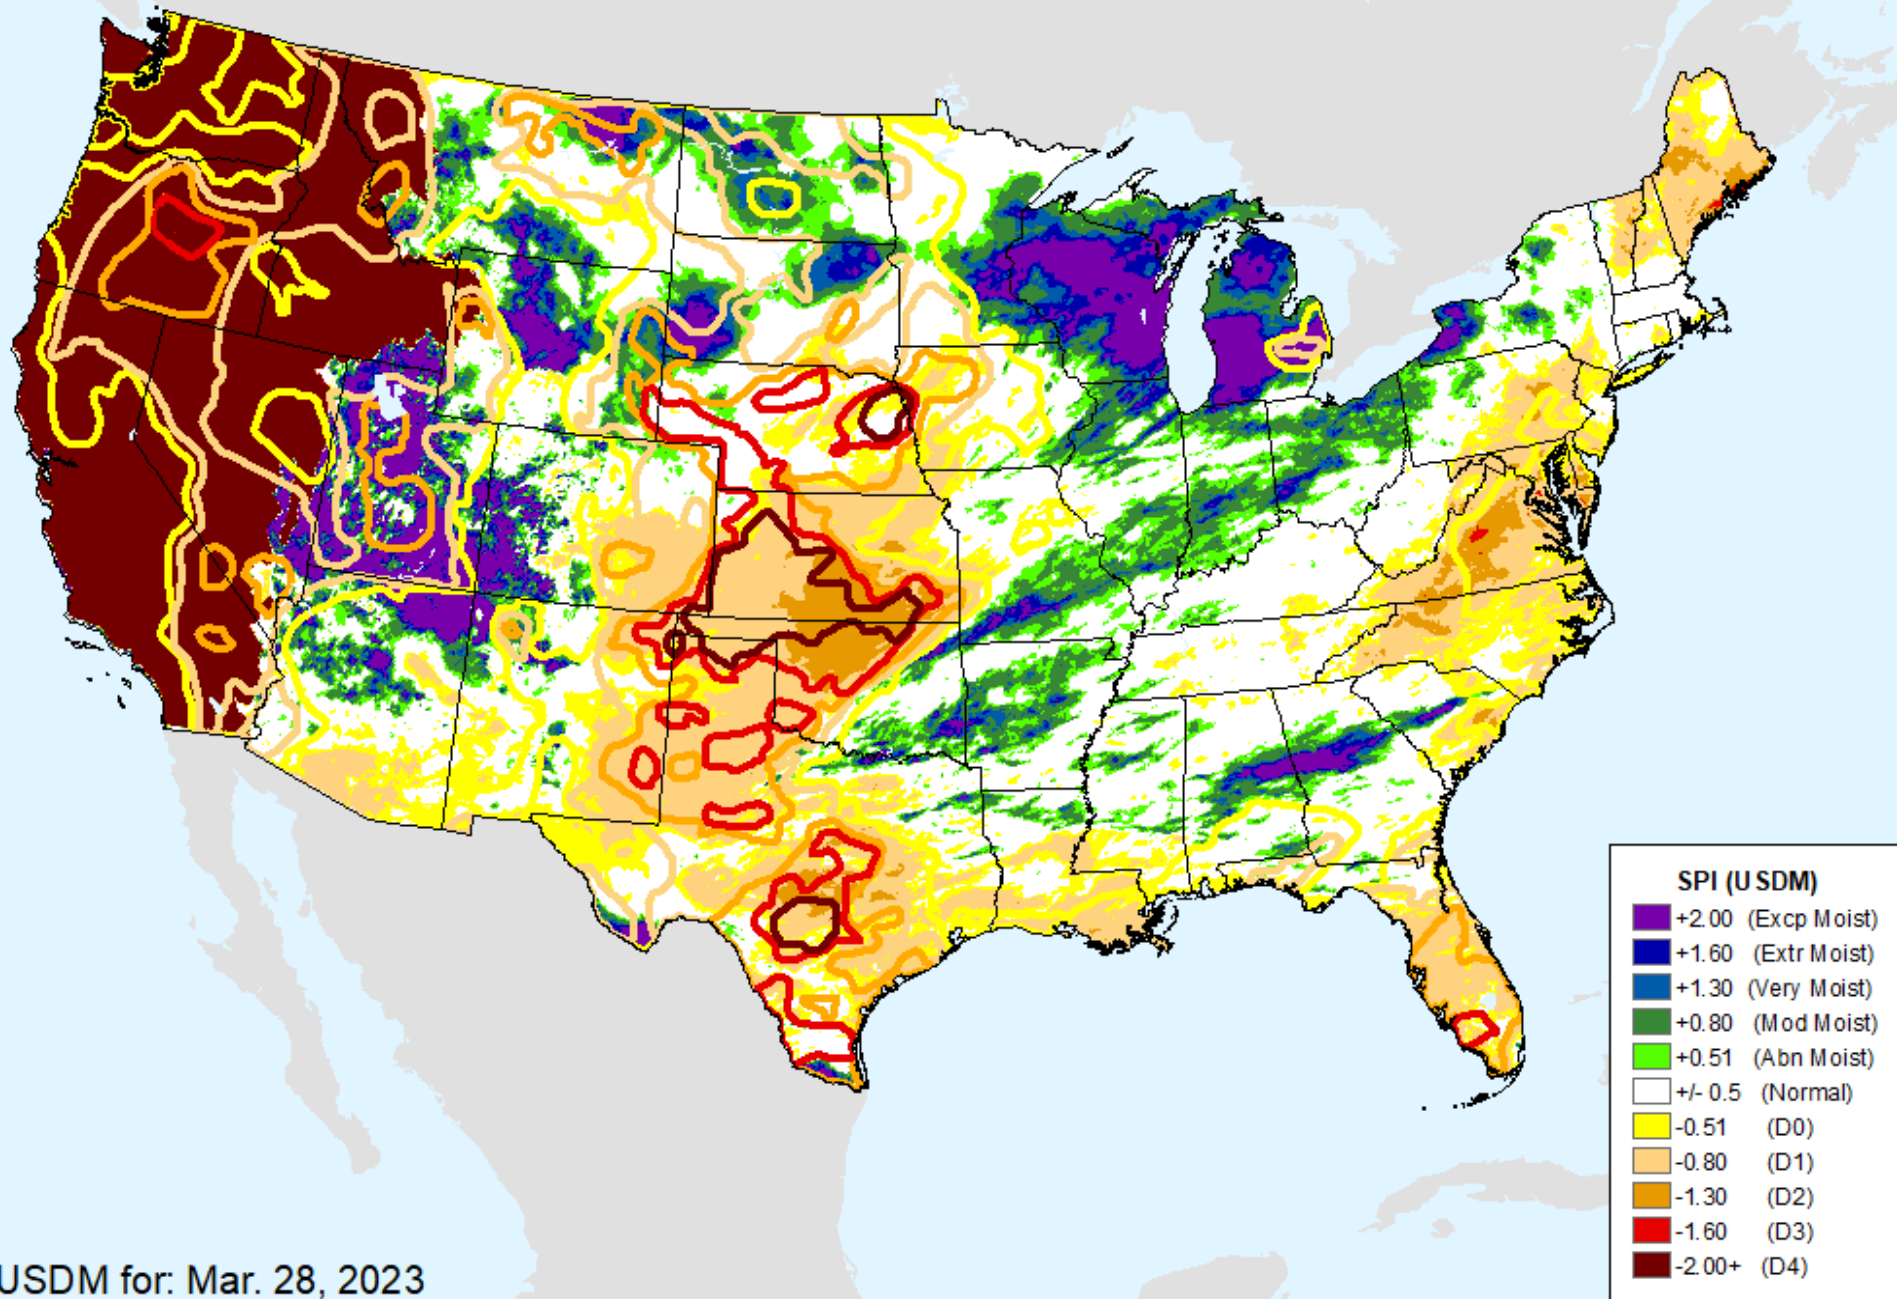 SPI (USDM)
+2.00 (Excp Moist)
+1.60 (Extr Moist)
+1.30 (Very Moist)
+0.80 (Mod Moist)
+0.51 (Abn Moist)
+/- 0.5 (Normal)
-0.51 (D0)
-0.80 (D1)
-1.30 (D2)
-1.60 (D3)
-2.00+ (D4)
USDM for: Mar. 28, 2023